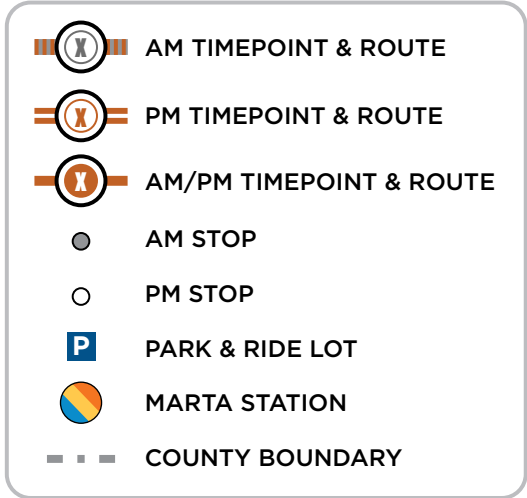 X AM TIMEPOINT & ROUTE
X PM TIMEPOINT & ROUTE
X AM/PM TIMEPOINT & ROUTE
AM STOP
PM STOP
P PARK & RIDE LOT
MARTA STATION
COUNTY BOUNDARY